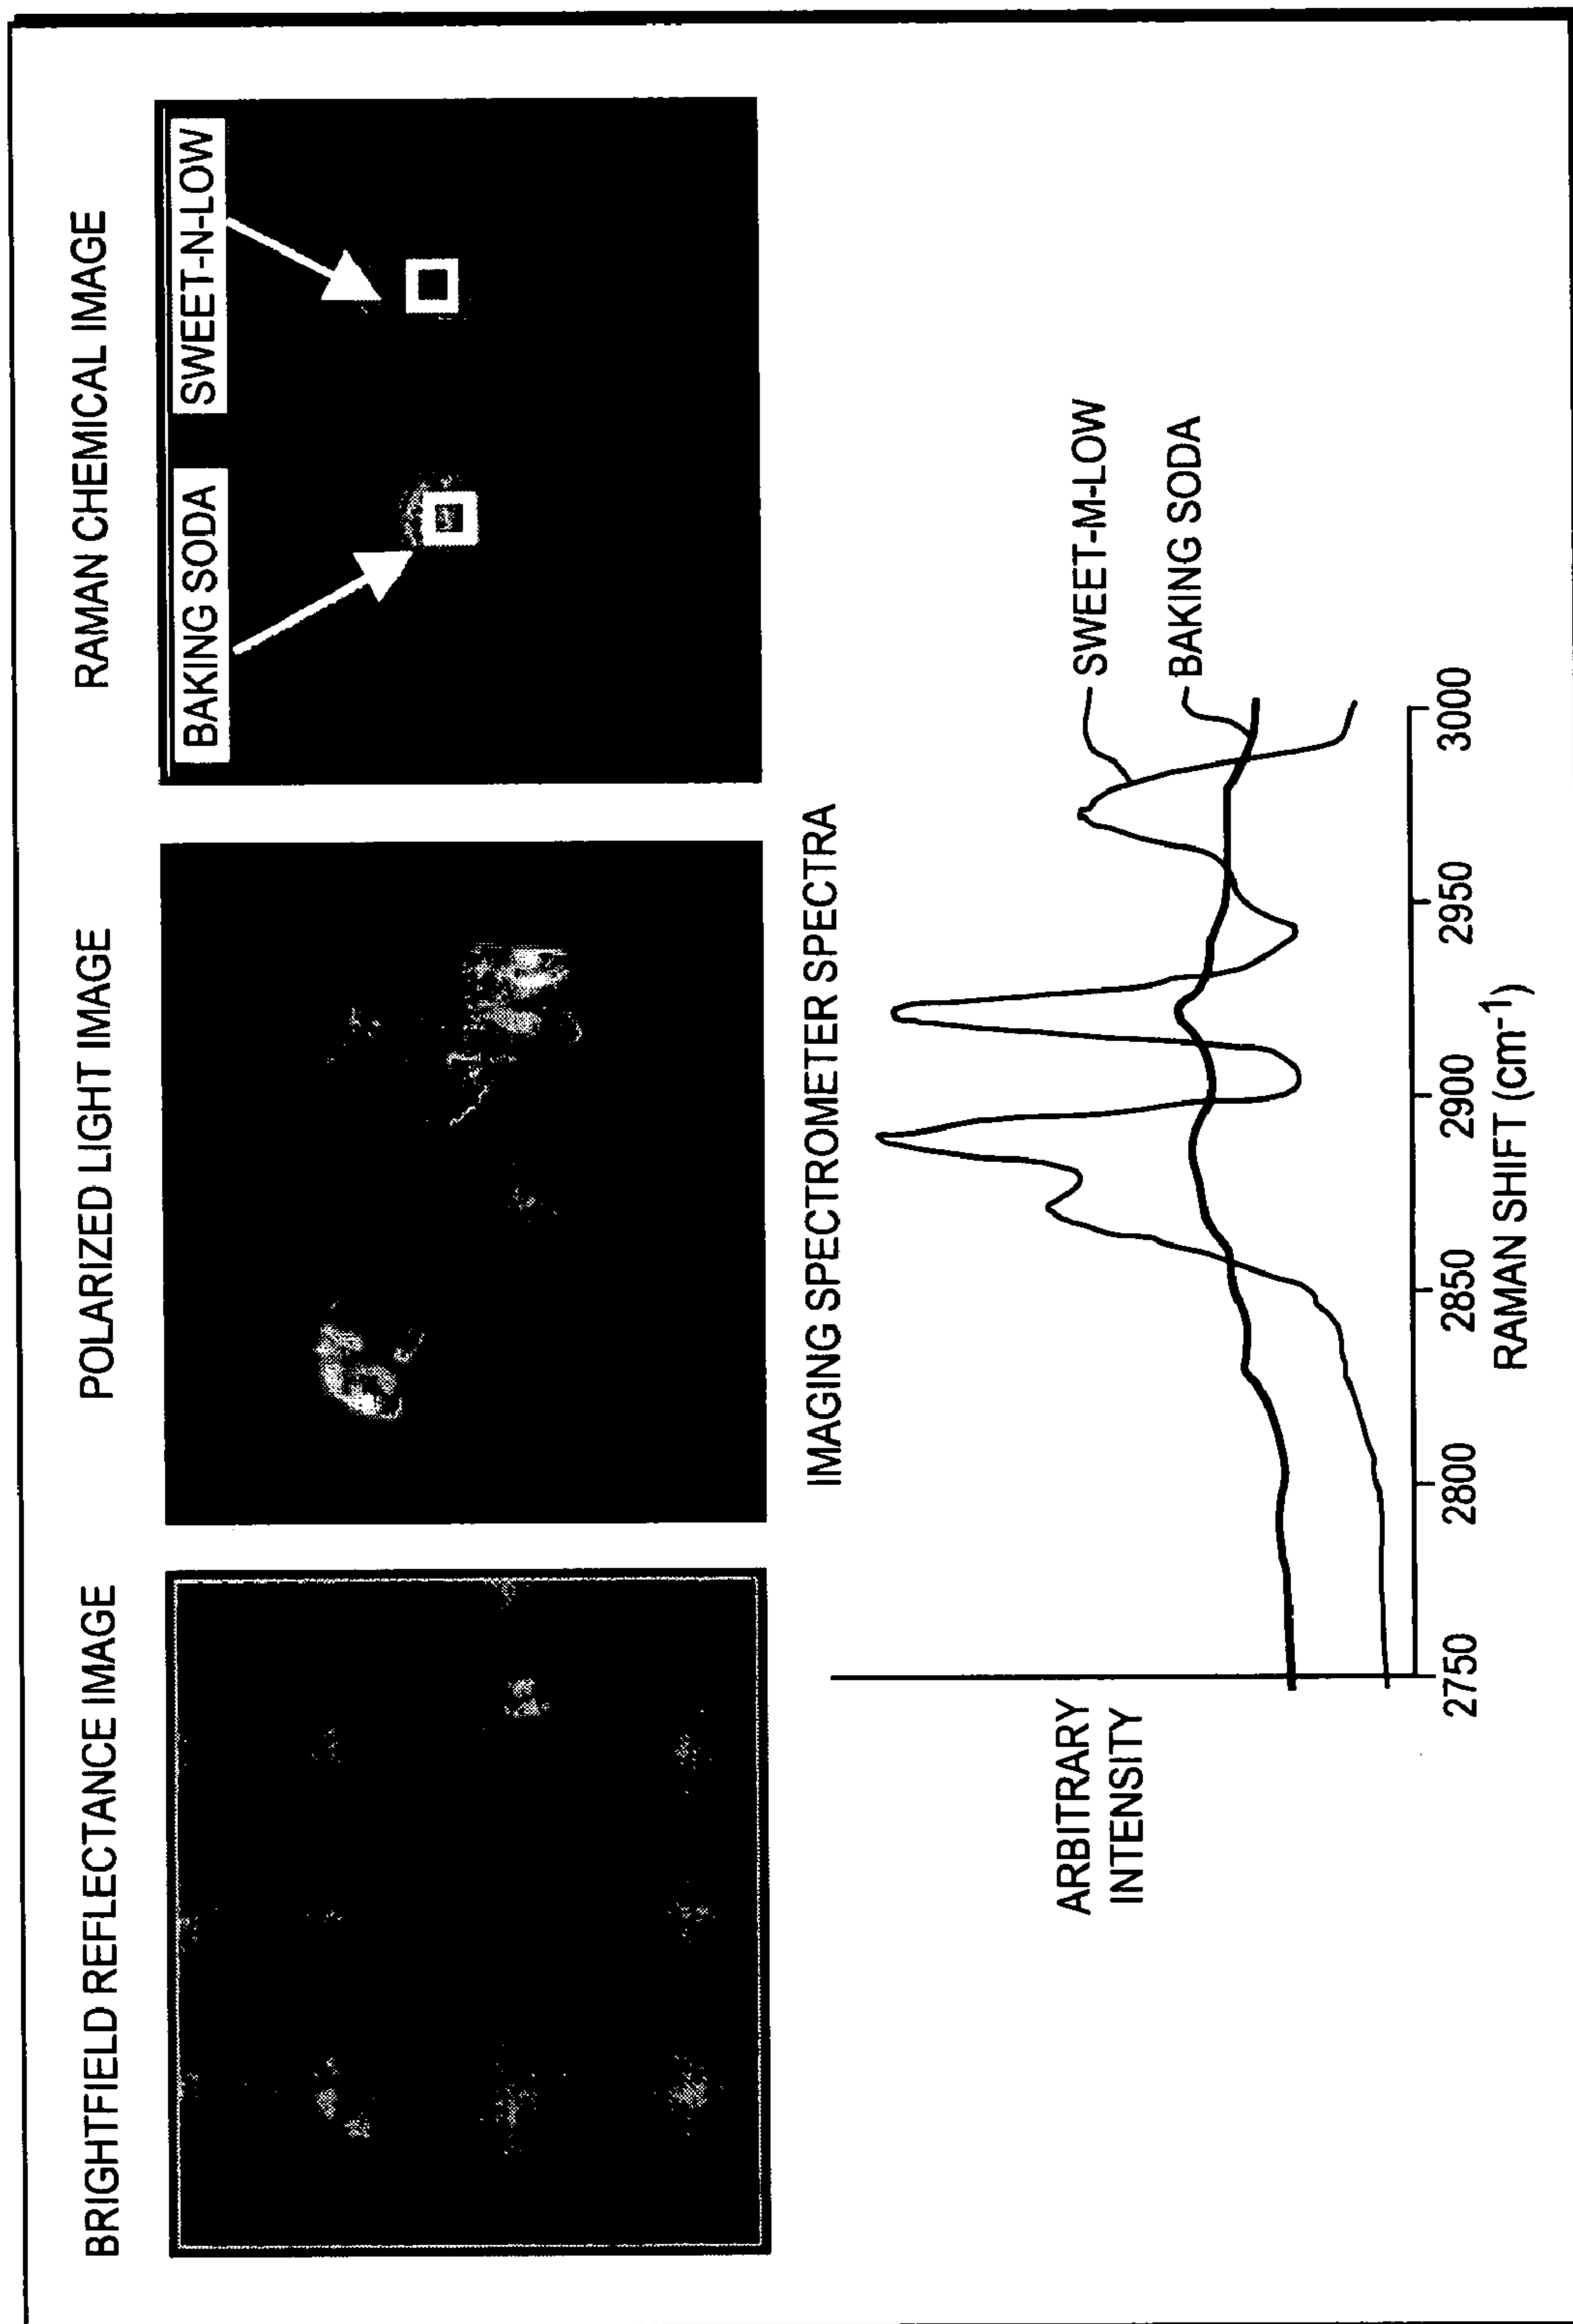 BRIGHTFIELD REFLECTANCE IMAGE
POLARIZED LIGHT IMAGE
RAMAN CHEMICAL IMAGE
BAKING SODA
SWEET-N-LOW
IMAGING SPECTROMETER SPECTRA
ARBITRARY
INTENSITY
SWEET-M-LOW
BAKING SODA
2750
2800
2850
2900
2950
3000
RAMAN SHIFT (cm-1)